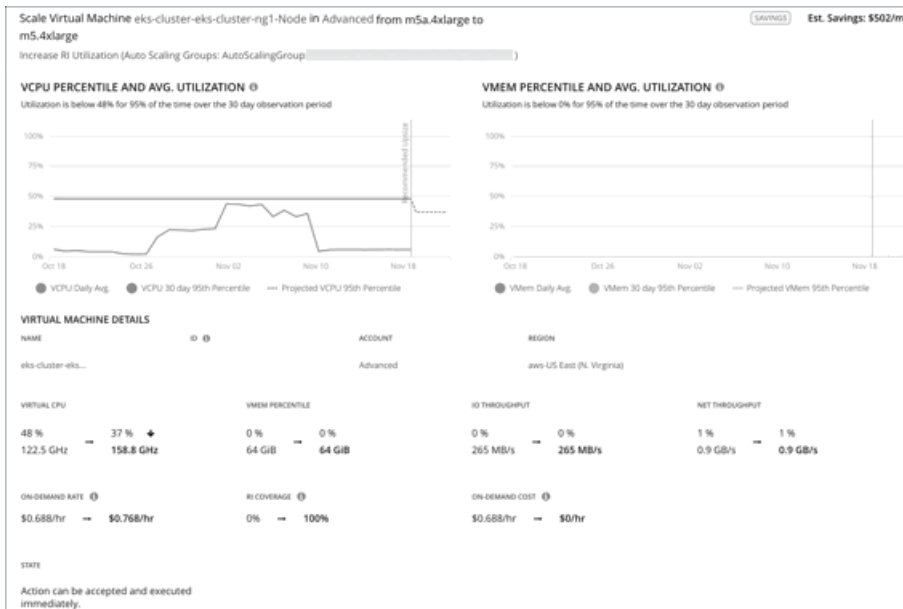 Scale Virtual Machine eks-cluster-eks-cluster-ng1-Node in Advanced from m5a.4xlarge to
m5.4xlarge
SAVINGS
Est. Savings: $502/m
Increase RI Utilization (Auto Scaling Groups: AutoScalingGroup )
VCPU PERCENTILE AND AVG. UTILIZATION
Utilization is below 48% for 95% of the time over the 30 day observation period
100%
75%
50%
25%
0%
Recommended Upsize
Oct 18 Oct 26 Nov 02 Nov 10 Nov 18
VCPU Daily Avg. VCPU 30 day 95th Percentile Projected VCPU 95th Percentile
VMEM PERCENTILE AND AVG. UTILIZATION
Utilization is below 0% for 95% of the time over the 30 day observation period
100%
75%
50%
25%
0%
Oct 18 Oct 26 Nov 02 Nov 10 Nov 18
VMem Daily Avg. VMem 30 day 95th Percentile Projected VMem 95th Percentile
VIRTUAL MACHINE DETAILS
NAME ID ACCOUNT REGION
eks-cluster-eks... Advanced aws-US East (N. Virginia)
VIRTUAL CPU VMEM PERCENTILE IO THROUGHPUT NET THROUGHPUT
48 % → 37 % 0 % → 0 % 0 % → 0 % 1 % → 1 %
122.5 GHz 158.8 GHz 64 GiB 64 GiB 265 MB/s 265 MB/s 0.9 GB/s 0.9 GB/s
ON-DEMAND RATE RI COVERAGE ON-DEMAND COST
$0.688/hr → $0.768/hr 0% → 100% $0.688/hr → $0/hr
STATE
Action can be accepted and executed
immediately.